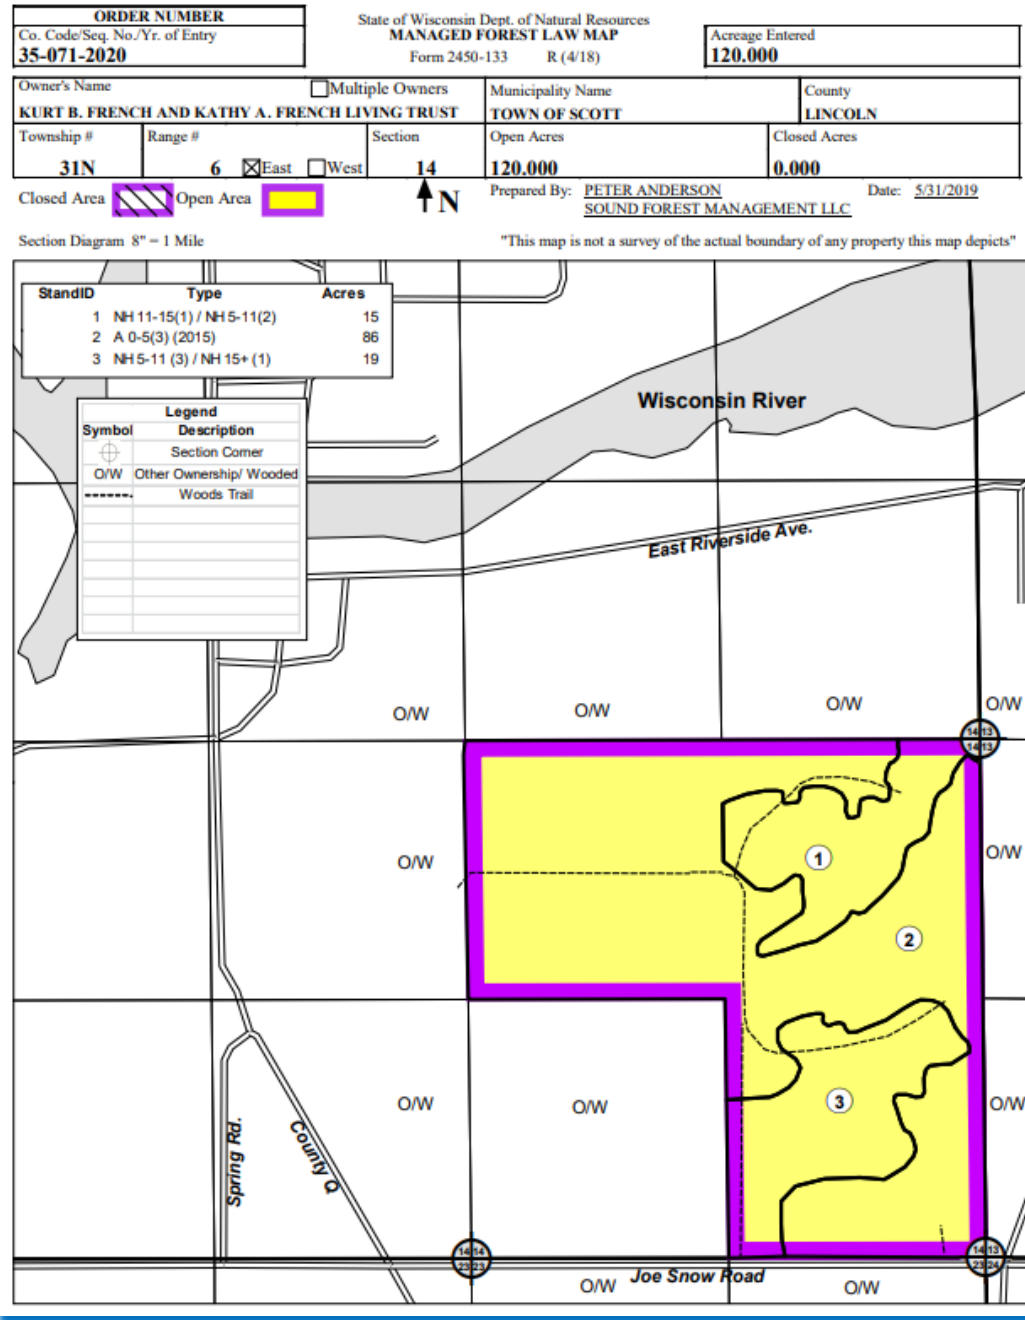 ORDER NUMBER
Co. Code/Seq. No./Yr. of Entry
35-071-2020
State of Wisconsin Dept. of Natural Resources
MANAGED FOREST LAW MAP
Form 2450-133 R (4/18)
Acreage Entered
120.000
Owner's Name Multiple Owners
KURT B. FRENCH AND KATHY A. FRENCH LIVING TRUST
Municipality Name
TOWN OF SCOTT
County
LINCOLN
Township #
31N
Range #
6 East West
Section
14
Open Acres
120.000
Closed Acres
0.000
Closed Area Open Area
N
Prepared By: PETER ANDERSON
SOUND FOREST MANAGEMENT LLC
Date: 5/31/2019
Section Diagram 8" = 1 Mile
"This map is not a survey of the actual boundary of any property this map depicts"
StandID Type Acres
1 NH 11-15(1) / NH 5-11(2) 15
2 A 0-5(3) (2015) 86
3 NH 5-11 (3) / NH 15+ (1) 19
Legend
Symbol Description
Section Corner
O/W Other Ownership/ Wooded
Woods Trail
Wisconsin River
East Riverside Ave.
O/W
O/W
O/W
O/W
14 13
14 13
O/W
1
O/W
2
O/W
O/W
3
O/W
Spring Rd.
County Q
14 14
23 23
14 13
23 24
Joe Snow Road
O/W
O/W